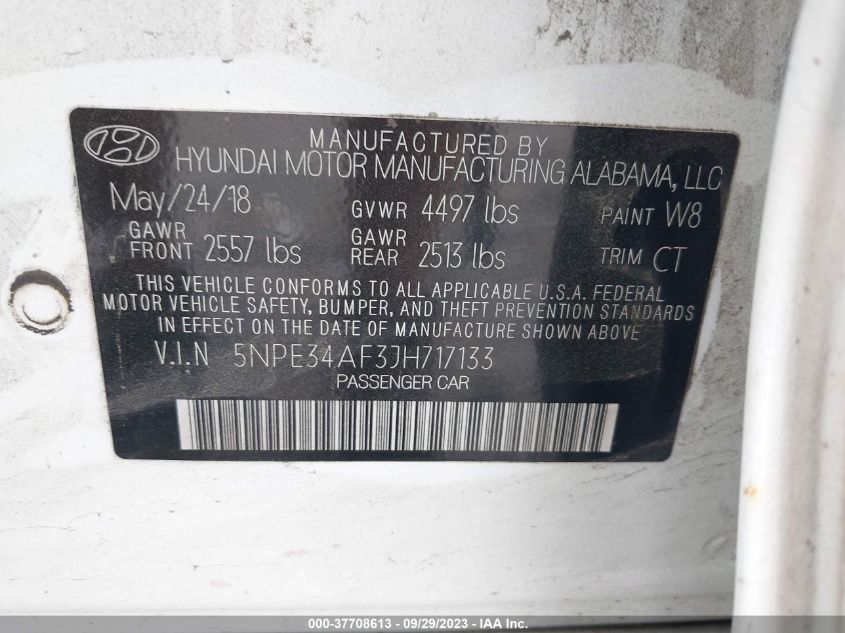 MANUFACTURED BY
HYUNDAI MOTOR MANUFACTURING ALABAMA, LLC
May/24/18 GVWR 4497 lbs PAINT W8
GAWR FRONT 2557 lbs GAWR REAR 2513 lbs TRIM CT
THIS VEHICLE CONFORMS TO ALL APPLICABLE U.S.A. FEDERAL
MOTOR VEHICLE SAFETY, BUMPER, AND THEFT PREVENTION STANDARDS
IN EFFECT ON THE DATE OF MANUFACTURE SHOWN ABOVE
V.I.N 5NPE34AF3JH717133
PASSENGER CAR
000-37708613 - 09/29/2023 - IAA Inc.